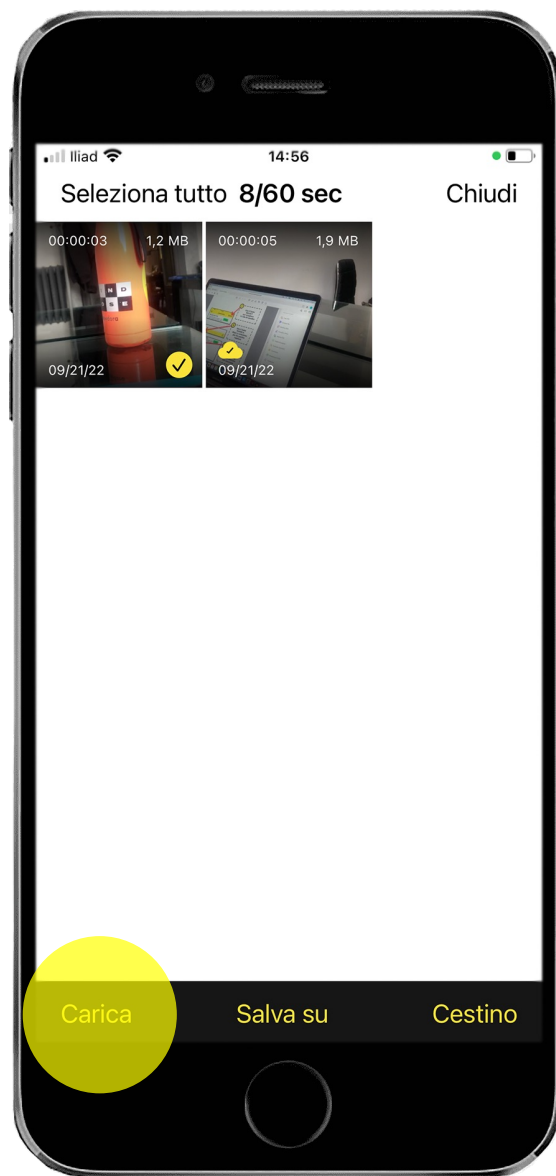 Iliad 14:56
Seleziona tutto 8/60 sec Chiudi
00:00:03 1,2 MB 00:00:05 1,9 MB
N D
S E
09/21/22 09/21/22
Carica Salva su Cestino